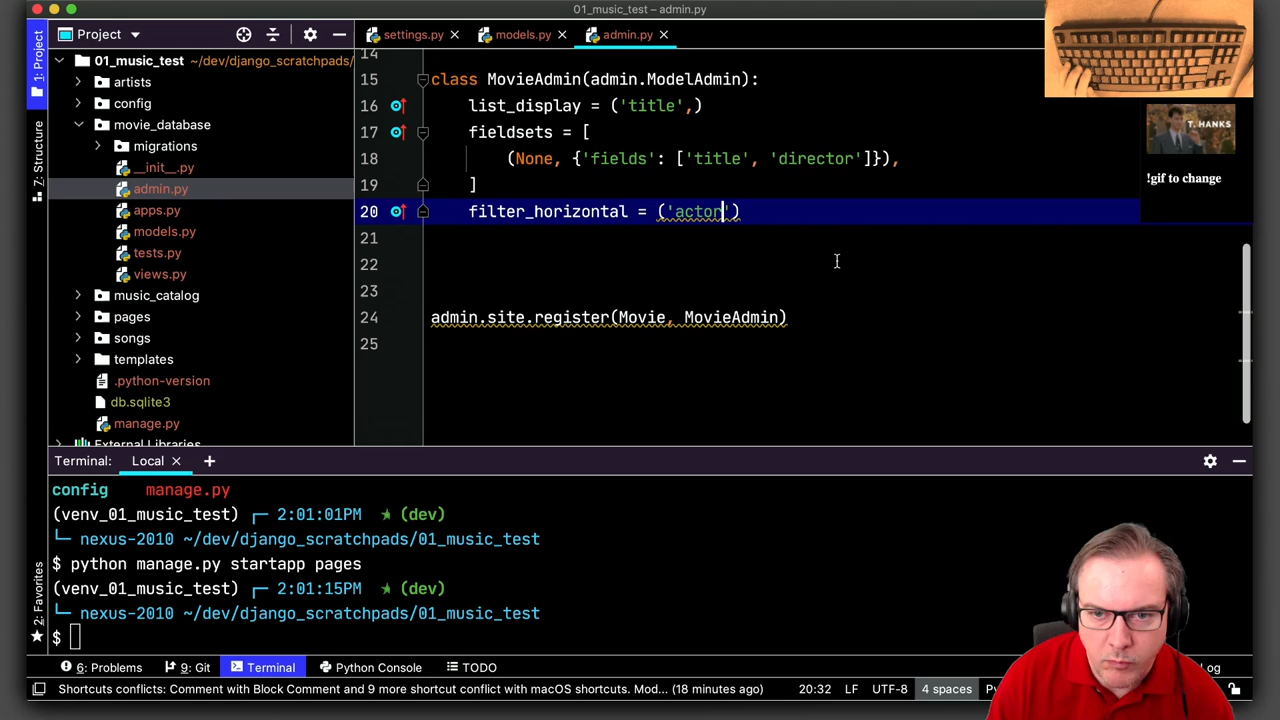 01_music_test – admin.py
Project
settings.py
models.py
admin.py
1: Project
01_music_test ~/dev/django_scratchpads/
artists
config
movie_database
migrations
__init__.py
admin.py
apps.py
models.py
tests.py
views.py
music_catalog
pages
songs
templates
.python-version
db.sqlite3
manage.py
External Libraries
7: Structure
2: Favorites
14
15 class MovieAdmin(admin.ModelAdmin):
16 list_display = ('title',)
17 fieldsets = [
18 (None, {'fields': ['title', 'director']}),
19 ]
20 filter_horizontal = ('actor')
21
22
23
24 admin.site.register(Movie, MovieAdmin)
25
T. HANKS
!gif to change
Terminal: Local
config manage.py
(venv_01_music_test) 2:01:01PM ★ (dev)
nexus-2010 ~/dev/django_scratchpads/01_music_test
$ python manage.py startapp pages
(venv_01_music_test) 2:01:15PM ★ (dev)
nexus-2010 ~/dev/django_scratchpads/01_music_test
$
6: Problems
9: Git
Terminal
Python Console
TODO
Shortcuts conflicts: Comment with Block Comment and 9 more shortcut conflict with macOS shortcuts. Mod... (18 minutes ago)
20:32 LF UTF-8 4 spaces